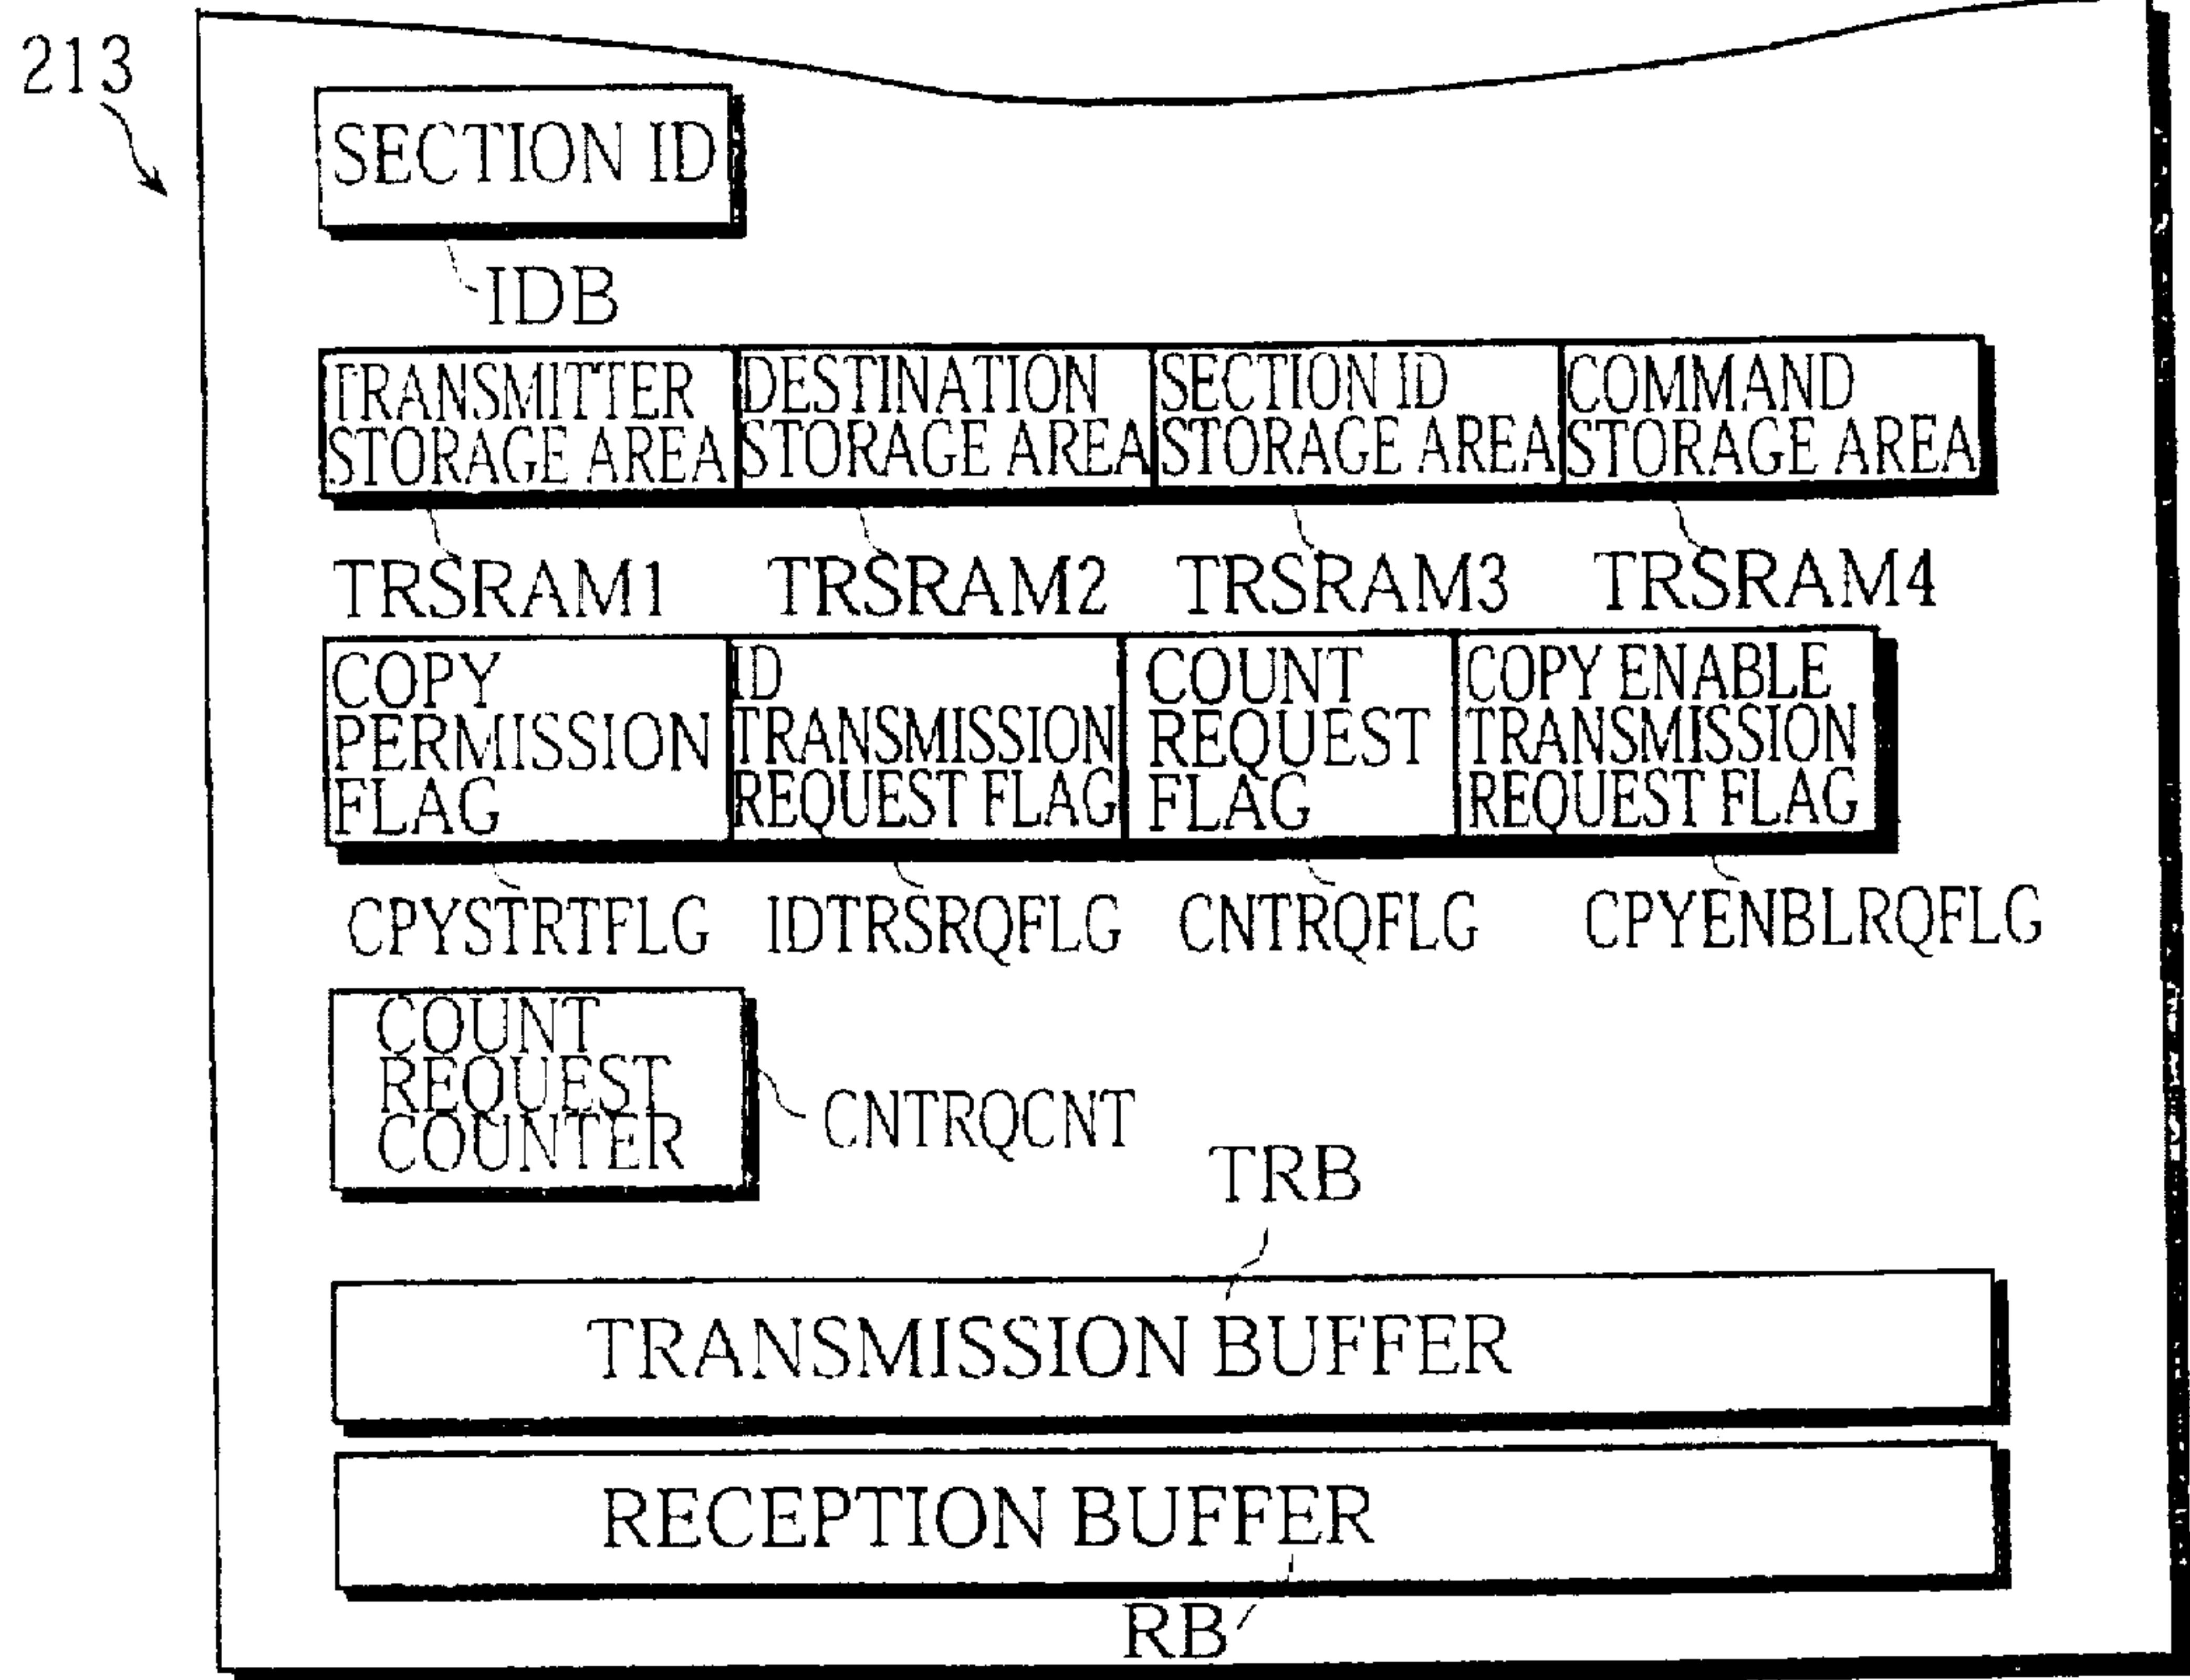 213
SECTION ID
IDB
TRANSMITTER
STORAGE AREA
DESTINATION
STORAGE AREA
SECTION ID
STORAGE AREA
COMMAND
STORAGE AREA
TRSRAM1
TRSRAM2
TRSRAM3
TRSRAM4
COPY
PERMISSION
FLAG
ID
TRANSMISSION
REQUEST FLAG
COUNT
REQUEST
FLAG
COPY ENABLE
TRANSMISSION
REQUEST FLAG
CPYSTRTFLG
IDTRSRQFLG
CNTRQFLG
CPYENBLRQFLG
COUNT
REQUEST
COUNTER
CNTRQCNT
TRB
TRANSMISSION BUFFER
RECEPTION BUFFER
RB